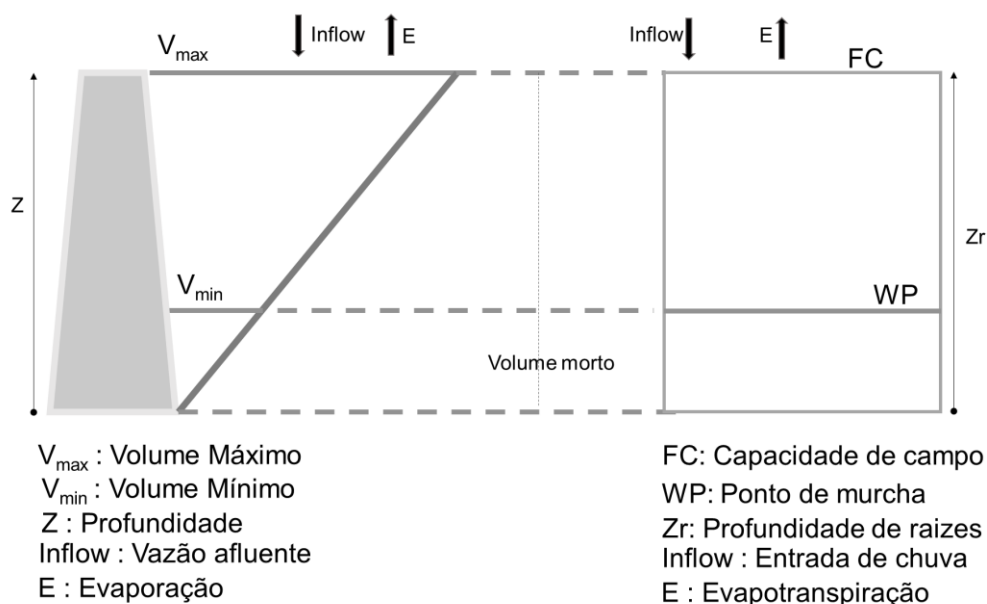 Inflow
E
Inflow
E
Vmax
FC
Z
Zr
Vmin
WP
Volume morto
Vmax : Volume Máximo
Vmin : Volume Mínimo
Z : Profundidade
Inflow : Vazão afluente
E : Evaporação
FC: Capacidade de campo
WP: Ponto de murcha
Zr: Profundidade de raizes
Inflow : Entrada de chuva
E : Evapotranspiração